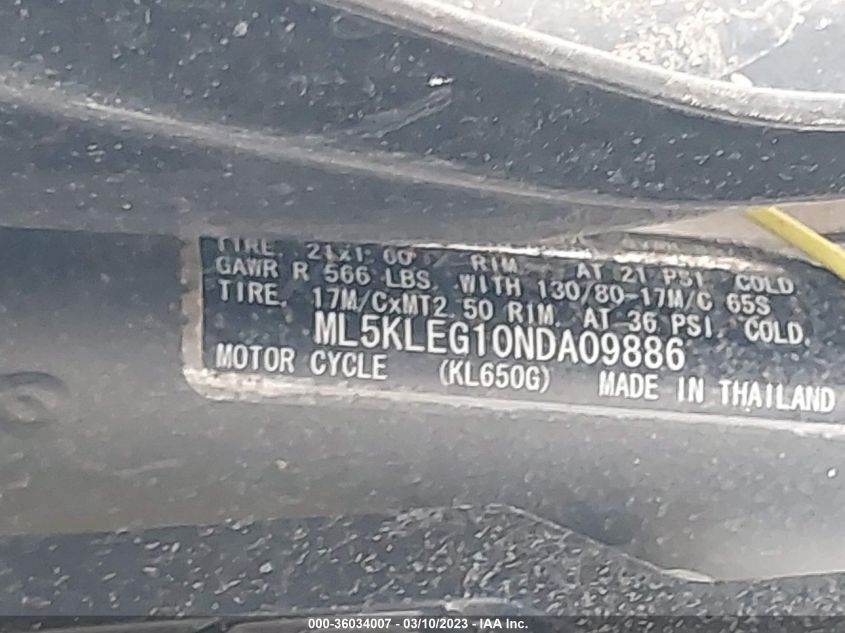 TIRE, 21x1.60 RIM, AT 21 PSI COLD.
GAWR R 566 LBS. WITH 130/80-17M/C 65S
TIRE, 17M/CxMT2.50 RIM, AT 36 PSI COLD.
ML5KLEG10NDA09886
MOTOR CYCLE (KL650G) MADE IN THAILAND
000-36034007 - 03/10/2023 - IAA Inc.